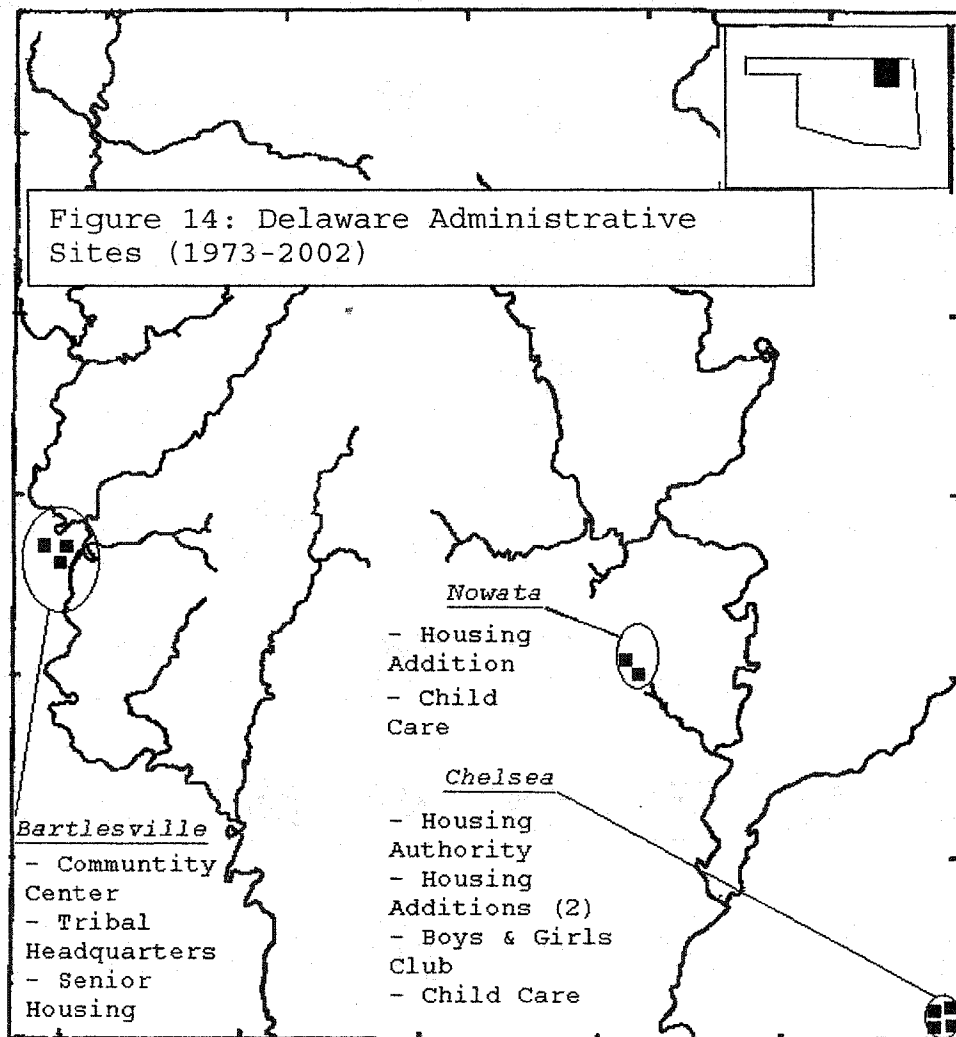 Figure 14: Delaware Administrative
Sites (1973-2002)
Nowata
- Housing
Addition
- Child
Care
Chelsea
- Housing
Authority
- Housing
Additions (2)
- Boys & Girls
Club
- Child Care
Bartlesville
- Communtity
Center
- Tribal
Headquarters
- Senior
Housing